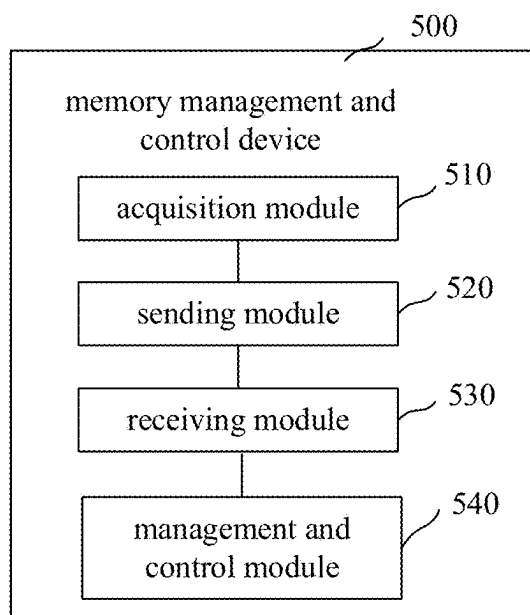 500
memory management and
control device
510
acquisition module
520
sending module
530
receiving module
540
management and
control module